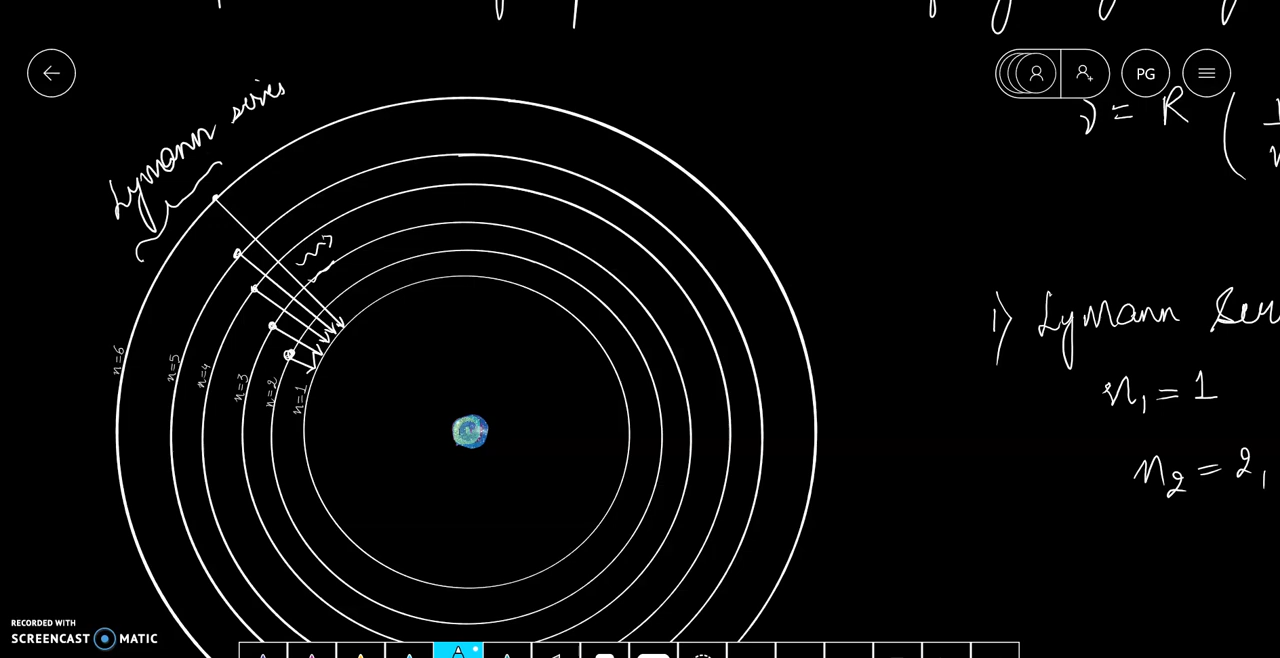 PG
Lymann series
ν = R (
n=6
n=5
n=4
n=3
n=2
n=1
1) Lymann
n₁ = 1
n₂ = 2,
RECORDED WITH
SCREENCAST MATIC